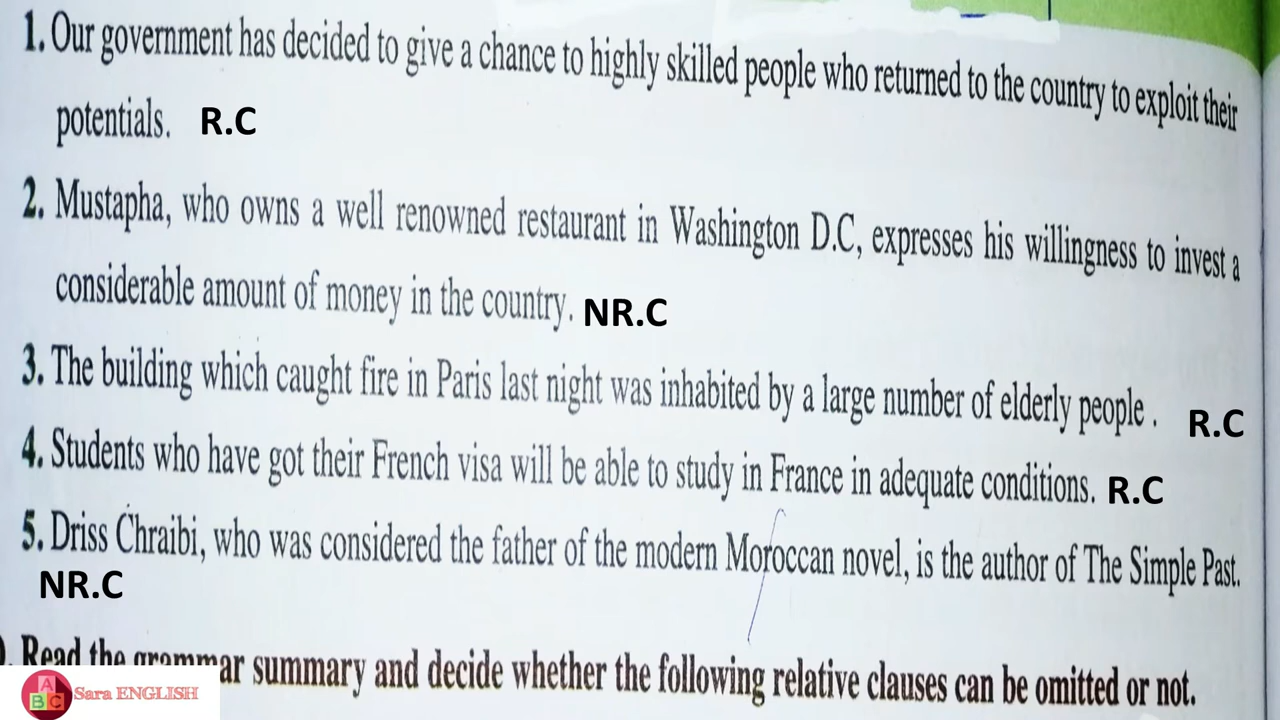 1. Our government has decided to give a chance to highly skilled people who returned to the country to exploit their
potentials. R.C
2. Mustapha, who owns a well renowned restaurant in Washington D.C, expresses his willingness to invest a
considerable amount of money in the country. NR.C
3. The building which caught fire in Paris last night was inhabited by a large number of elderly people . R.C
4. Students who have got their French visa will be able to study in France in adequate conditions. R.C
5. Driss Chraibi, who was considered the father of the modern Moroccan novel, is the author of The Simple Past.
NR.C
. Read the grammar summary and decide whether the following relative clauses can be omitted or not.
A
B C Sara ENGLISH